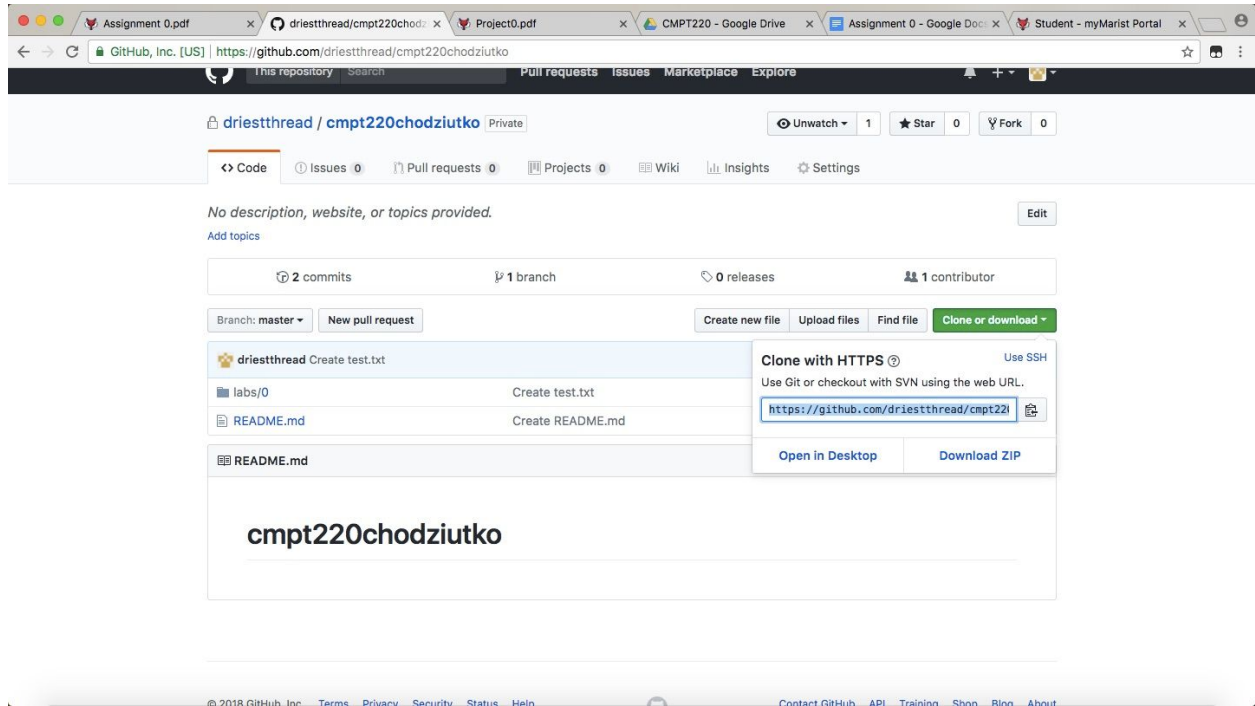 Assignment 0.pdf
driestthread/cmpt220chodzi
Project0.pdf
CMPT220 - Google Drive
Assignment 0 - Google Docs
Student - myMarist Portal
GitHub, Inc. [US] | https://github.com/driestthread/cmpt220chodziutko
This repository Search Pull requests Issues Marketplace Explore
driestthread / cmpt220chodziutko Private
Unwatch 1 Star 0 Fork 0
Code Issues 0 Pull requests 0 Projects 0 Wiki Insights Settings
No description, website, or topics provided. Edit
Add topics
2 commits 1 branch 0 releases 1 contributor
Branch: master New pull request Create new file Upload files Find file Clone or download
driestthread Create test.txt
labs/0 Create test.txt
README.md Create README.md
README.md
Clone with HTTPS Use SSH
Use Git or checkout with SVN using the web URL.
https://github.com/driestthread/cmpt220
Open in Desktop Download ZIP
cmpt220chodziutko
© 2018 GitHub, Inc. Terms Privacy Security Status Help Contact GitHub API Training Shop Blog About